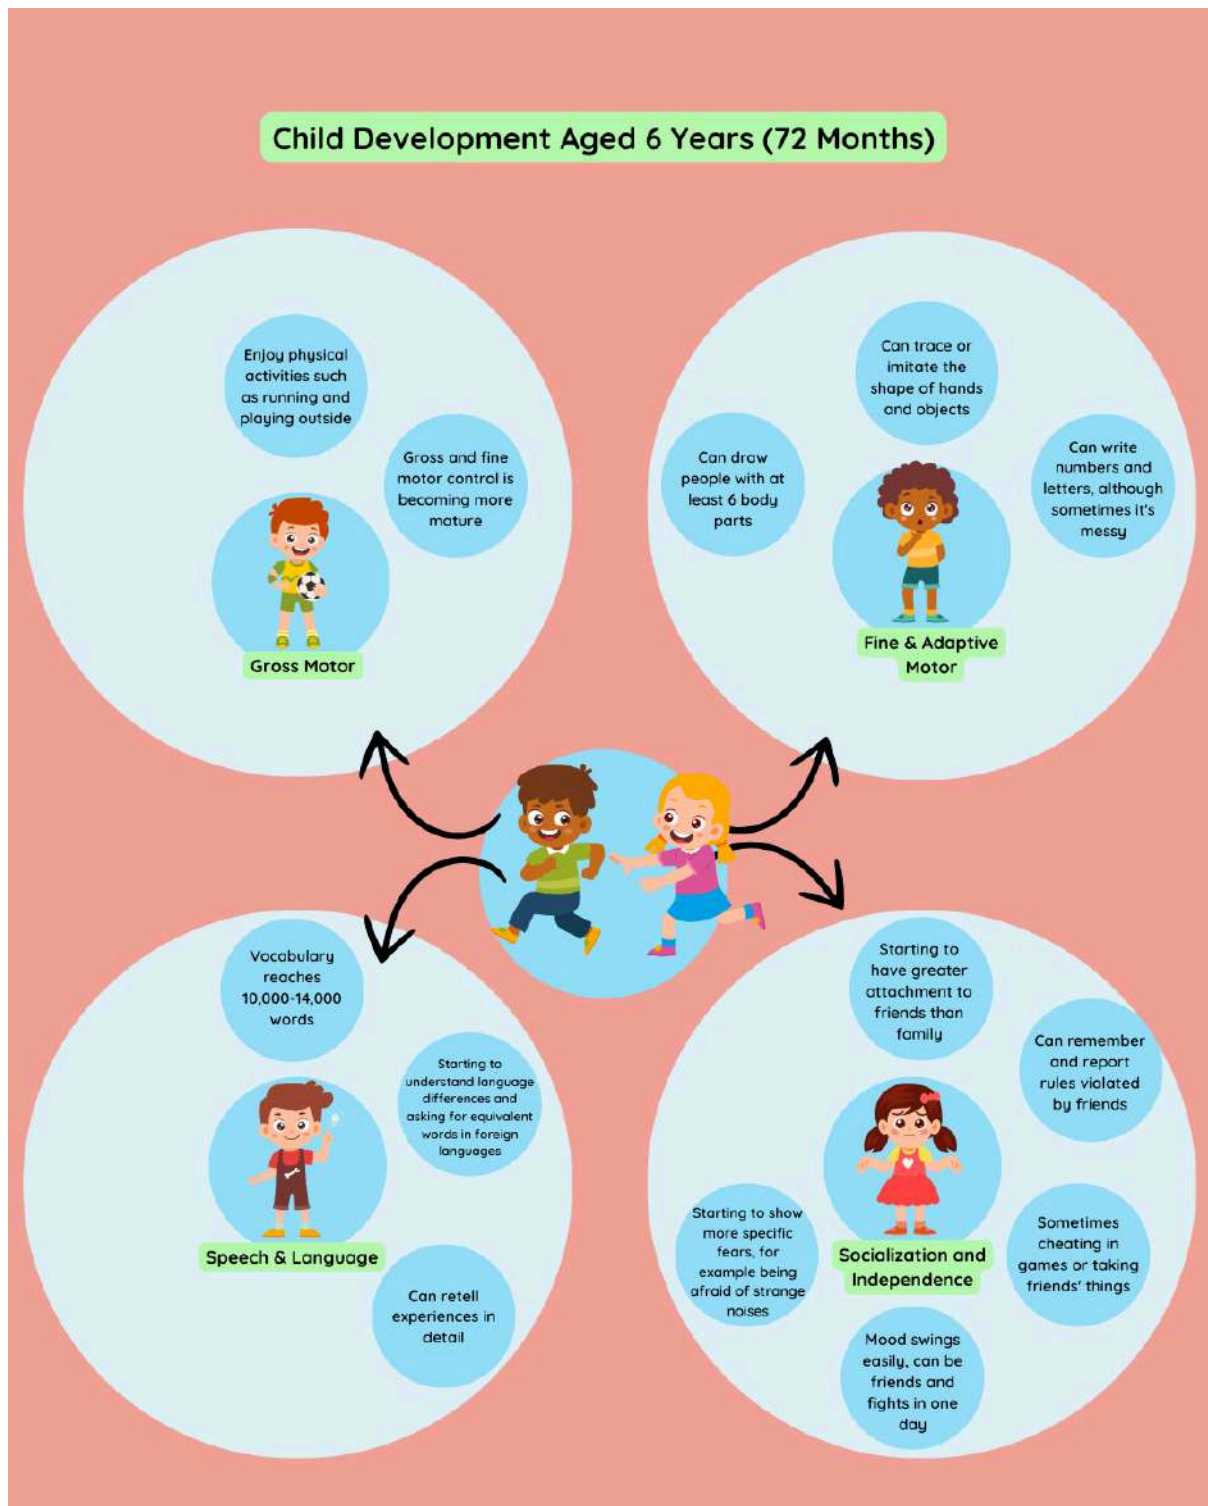 Child Development Aged 6 Years (72 Months)
Enjoy physical
activities such
as running and
playing outside
Gross and fine
motor control is
becoming more
mature
Gross Motor
Can trace or
imitate the
shape of hands
and objects
Can draw
people with at
least 6 body
parts
Can write
numbers and
letters, although
sometimes it's
messy
Fine & Adaptive
Motor
Vocabulary
reaches
10,000-14,000
words
Starting to
understand language
differences and
asking for equivalent
words in foreign
languages
Speech & Language
Can retell
experiences in
detail
Starting to
have greater
attachment to
friends than
family
Can remember
and report
rules violated
by friends
Starting to show
more specific
fears, for
example being
afraid of strange
noises
Socialization and
Independence
Sometimes
cheating in
games or taking
friends' things
Mood swings
easily, can be
friends and
fights in one
day